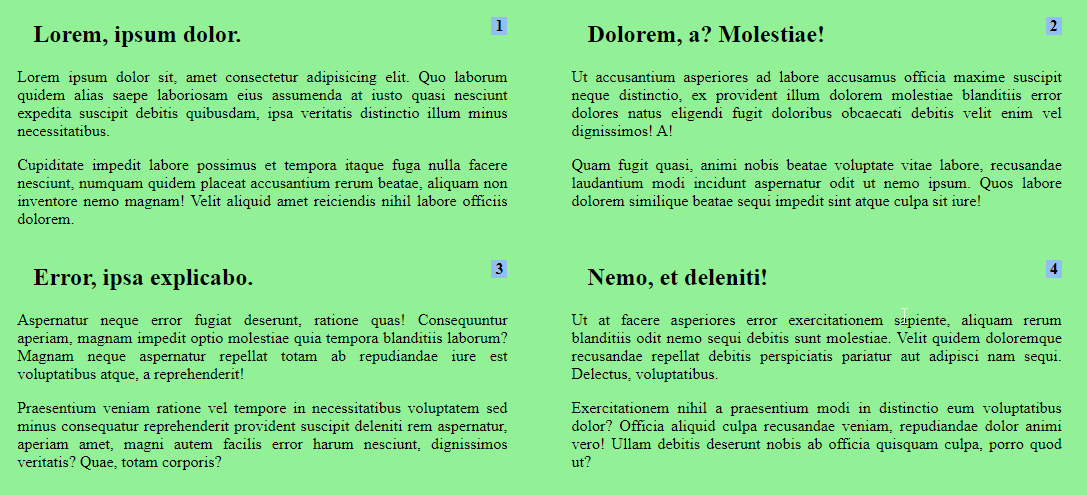 Lorem, ipsum dolor.
1
Lorem ipsum dolor sit, amet consectetur adipisicing elit. Quo laborum
quidem alias saepe laboriosam eius assumenda at iusto quasi nesciunt
expedita suscipit debitis quibusdam, ipsa veritatis distinctio illum minus
necessitatibus.
Cupiditate impedit labore possimus et tempora itaque fuga nulla facere
nesciunt, numquam quidem placeat accusantium rerum beatae, aliquam non
inventore nemo magnam! Velit aliquid amet reiciendis nihil labore officiis
dolorem.
Dolorem, a? Molestiae!
2
Ut accusantium asperiores ad labore accusamus officia maxime suscipit
neque distinctio, ex provident illum dolorem molestiae blanditiis error
dolores natus eligendi fugit doloribus obcaecati debitis velit enim vel
dignissimos! A!
Quam fugit quasi, animi nobis beatae voluptate vitae labore, recusandae
laudantium modi incidunt aspernatur odit ut nemo ipsum. Quos labore
dolorem similique beatae sequi impedit sint atque culpa sit iure!
Error, ipsa explicabo.
3
Aspernatur neque error fugiat deserunt, ratione quas! Consequuntur
aperiam, magnam impedit optio molestiae quia tempora blanditiis laborum?
Magnam neque aspernatur repellat totam ab repudiandae iure est
voluptatibus atque, a reprehenderit!
Praesentium veniam ratione vel tempore in necessitatibus voluptatem sed
minus consequatur reprehenderit provident suscipit deleniti rem aspernatur,
aperiam amet, magni autem facilis error harum nesciunt, dignissimos
veritatis? Quae, totam corporis?
Nemo, et deleniti!
4
Ut at facere asperiores error exercitationem sapiente, aliquam rerum
blanditiis odit nemo sequi debitis sunt molestiae. Velit quidem doloremque
recusandae repellat debitis perspiciatis pariatur aut adipisci nam sequi.
Delectus, voluptatibus.
Exercitationem nihil a praesentium modi in distinctio eum voluptatibus
dolor? Officia aliquid culpa recusandae veniam, repudiandae dolor animi
vero! Ullam debitis deserunt nobis ab officia quisquam culpa, porro quod
ut?